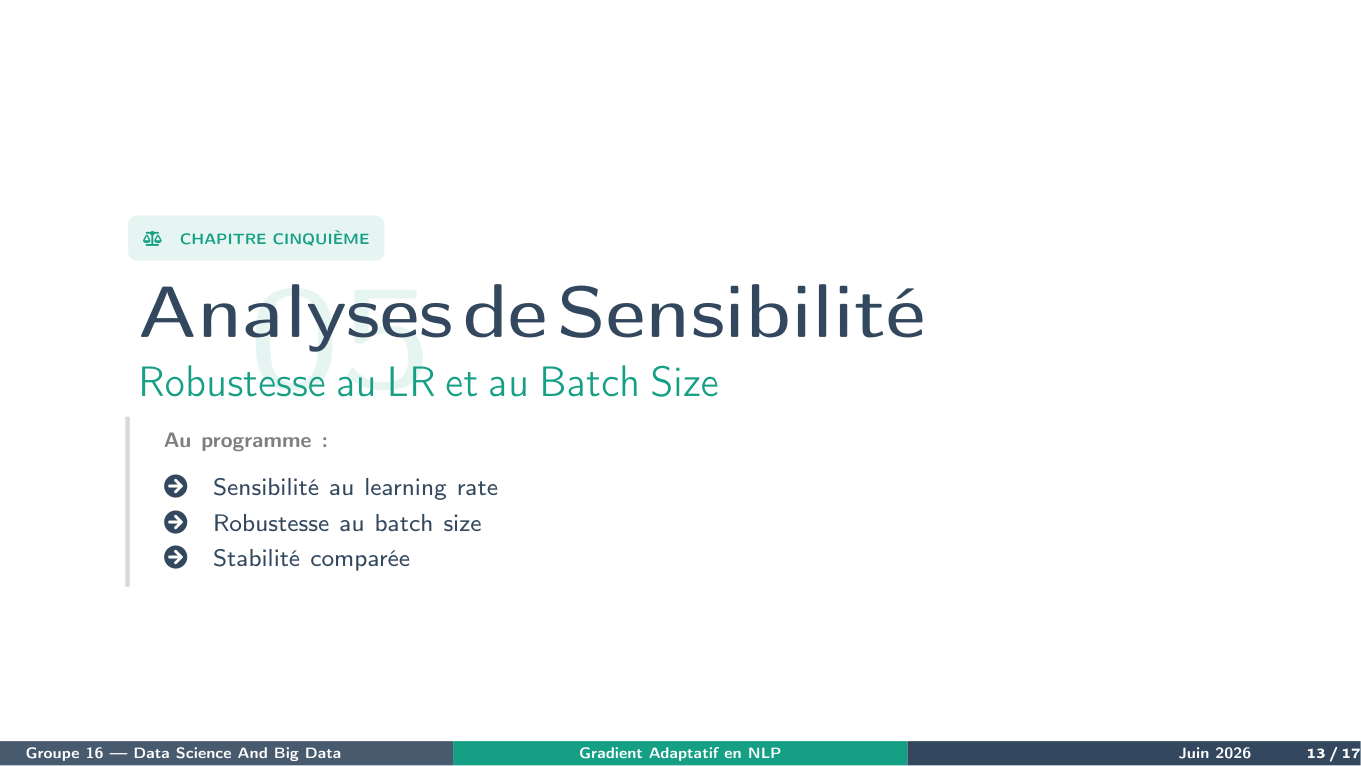 CHAPITRE CINQUIÈME
05
Analyses de Sensibilité
Robustesse au LR et au Batch Size
Au programme :
Sensibilité au learning rate
Robustesse au batch size
Stabilité comparée
Groupe 16 — Data Science And Big Data
Gradient Adaptatif en NLP
Juin 2026
13 / 17